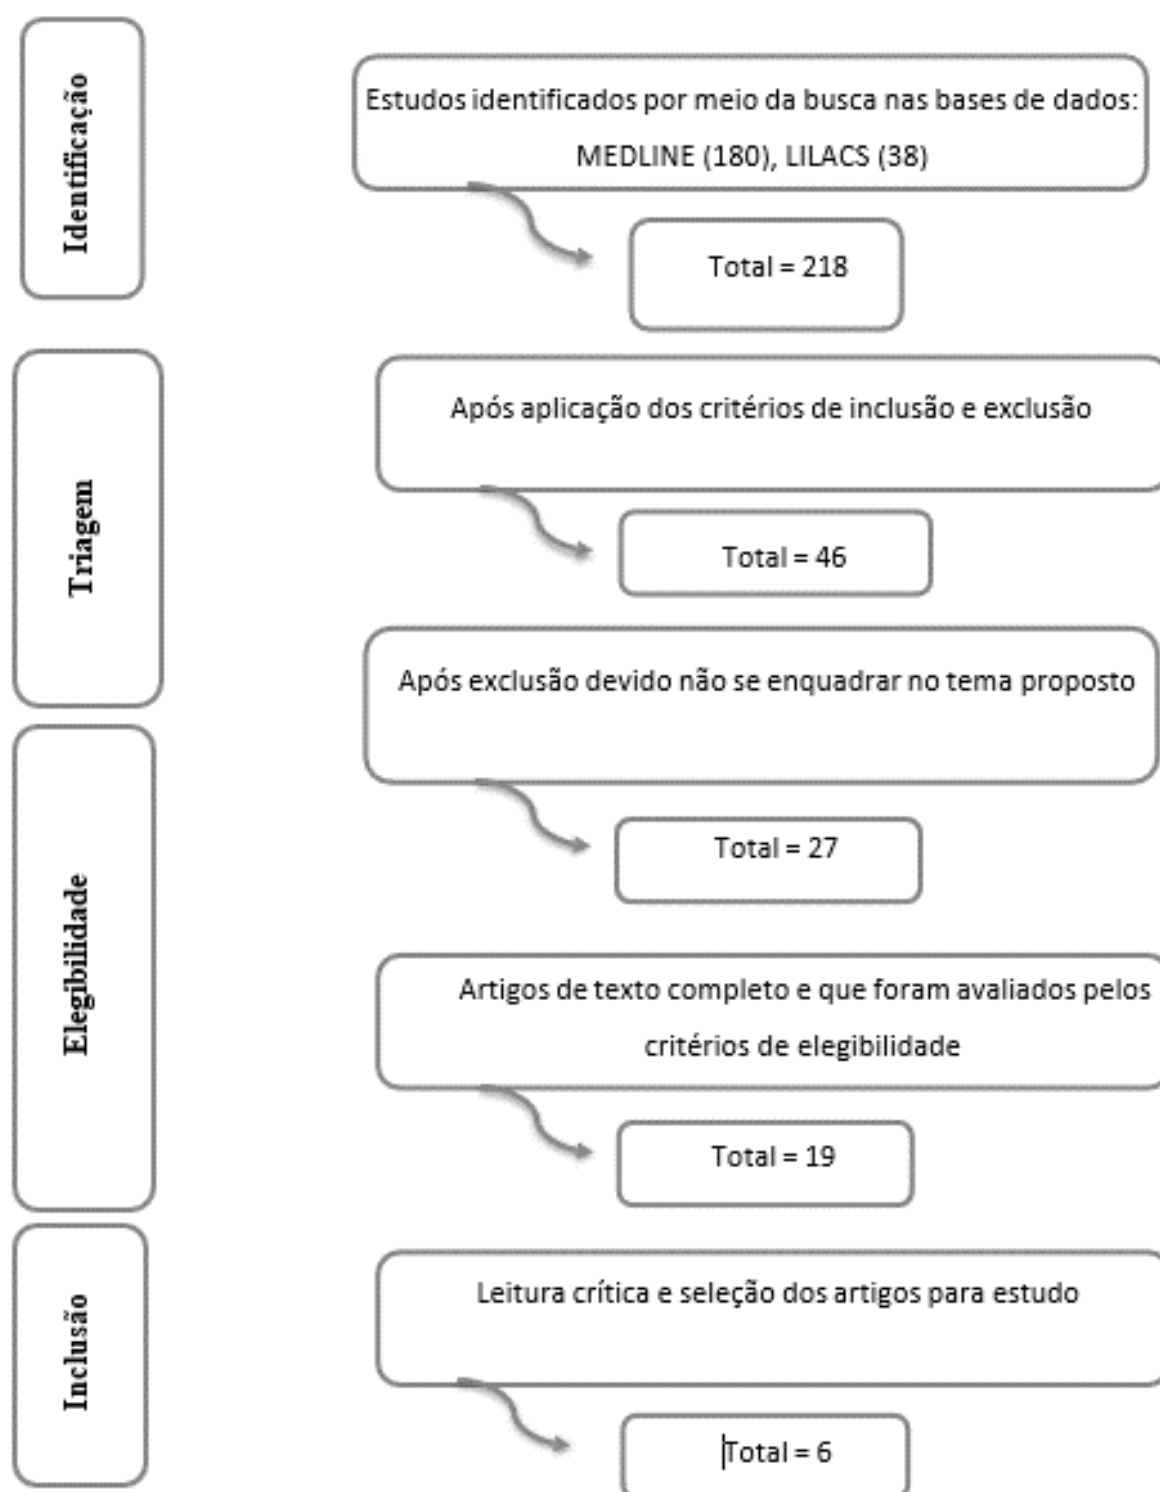 Identificação
Estudos identificados por meio da busca nas bases de dados:
MEDLINE (180), LILACS (38)
Total = 218
Triagem
Após aplicação dos critérios de inclusão e exclusão
Total = 46
Após exclusão devido não se enquadrar no tema proposto
Elegibilidade
Total = 27
Artigos de texto completo e que foram avaliados pelos
critérios de elegibilidade
Total = 19
Inclusão
Leitura crítica e seleção dos artigos para estudo
Total = 6